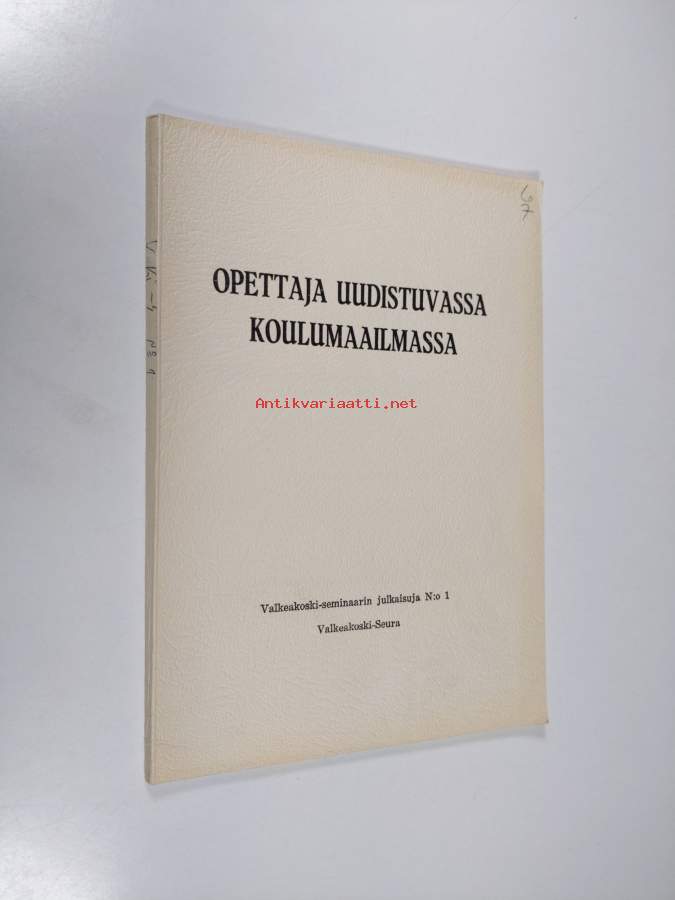 OPETTAJA UUDISTUVASSA
KOULUMAAILMASSA
Antikvariaatti.net
Valkeakoski-seminaarin julkaisuja N:o 1
Valkeakoski-Seura